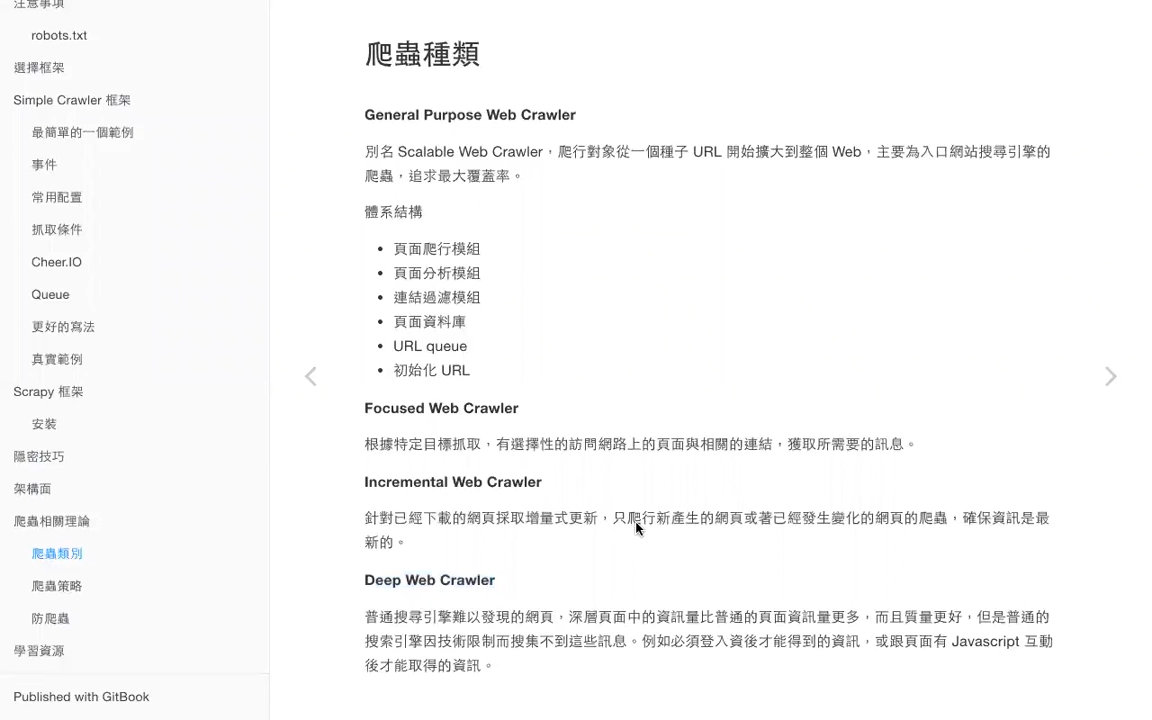 注意事項
robots.txt
選擇框架
Simple Crawler 框架
最簡單的一個範例
事件
常用配置
抓取條件
Cheer.IO
Queue
更好的寫法
真實範例
Scrapy 框架
安裝
隱密技巧
架構面
爬蟲相關理論
爬蟲類別
爬蟲策略
防爬蟲
學習資源
Published with GitBook
爬蟲種類
General Purpose Web Crawler
別名 Scalable Web Crawler，爬行對象從一個種子 URL 開始擴大到整個 Web，主要為入口網站搜尋引擎的
爬蟲，追求最大覆蓋率。
體系結構
• 頁面爬行模組
• 頁面分析模組
• 連結過濾模組
• 頁面資料庫
• URL queue
• 初始化 URL
Focused Web Crawler
根據特定目標抓取，有選擇性的訪問網路上的頁面與相關的連結，獲取所需要的訊息。
Incremental Web Crawler
針對已經下載的網頁採取增量式更新，只爬行新產生的網頁或著已經發生變化的網頁的爬蟲，確保資訊是最
新的。
Deep Web Crawler
普通搜尋引擎難以發現的網頁，深層頁面中的資訊量比普通的頁面資訊量更多，而且質量更好，但是普通的
搜索引擎因技術限制而搜集不到這些訊息。例如必須登入資後才能得到的資訊，或跟頁面有 Javascript 互動
後才能取得的資訊。